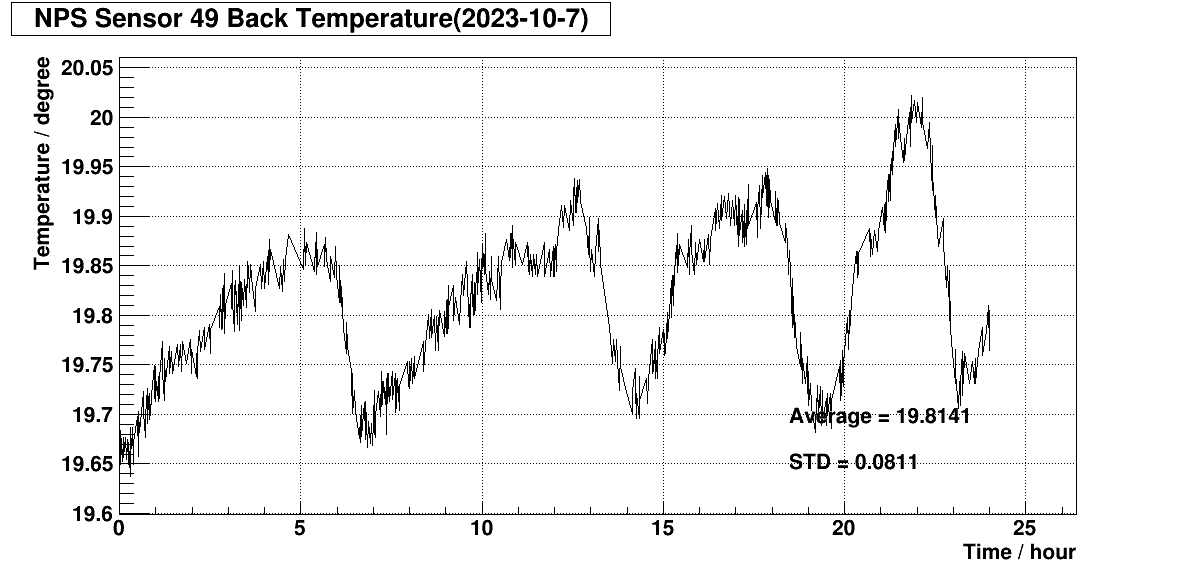 NPS Sensor 49 Back Temperature(2023-10-7)
Temperature / degree
20.05
20
19.95
19.9
19.85
19.8
19.75
19.7
19.65
19.6
Average = 19.8141
STD = 0.0811
0 5 10 15 20 25
Time / hour